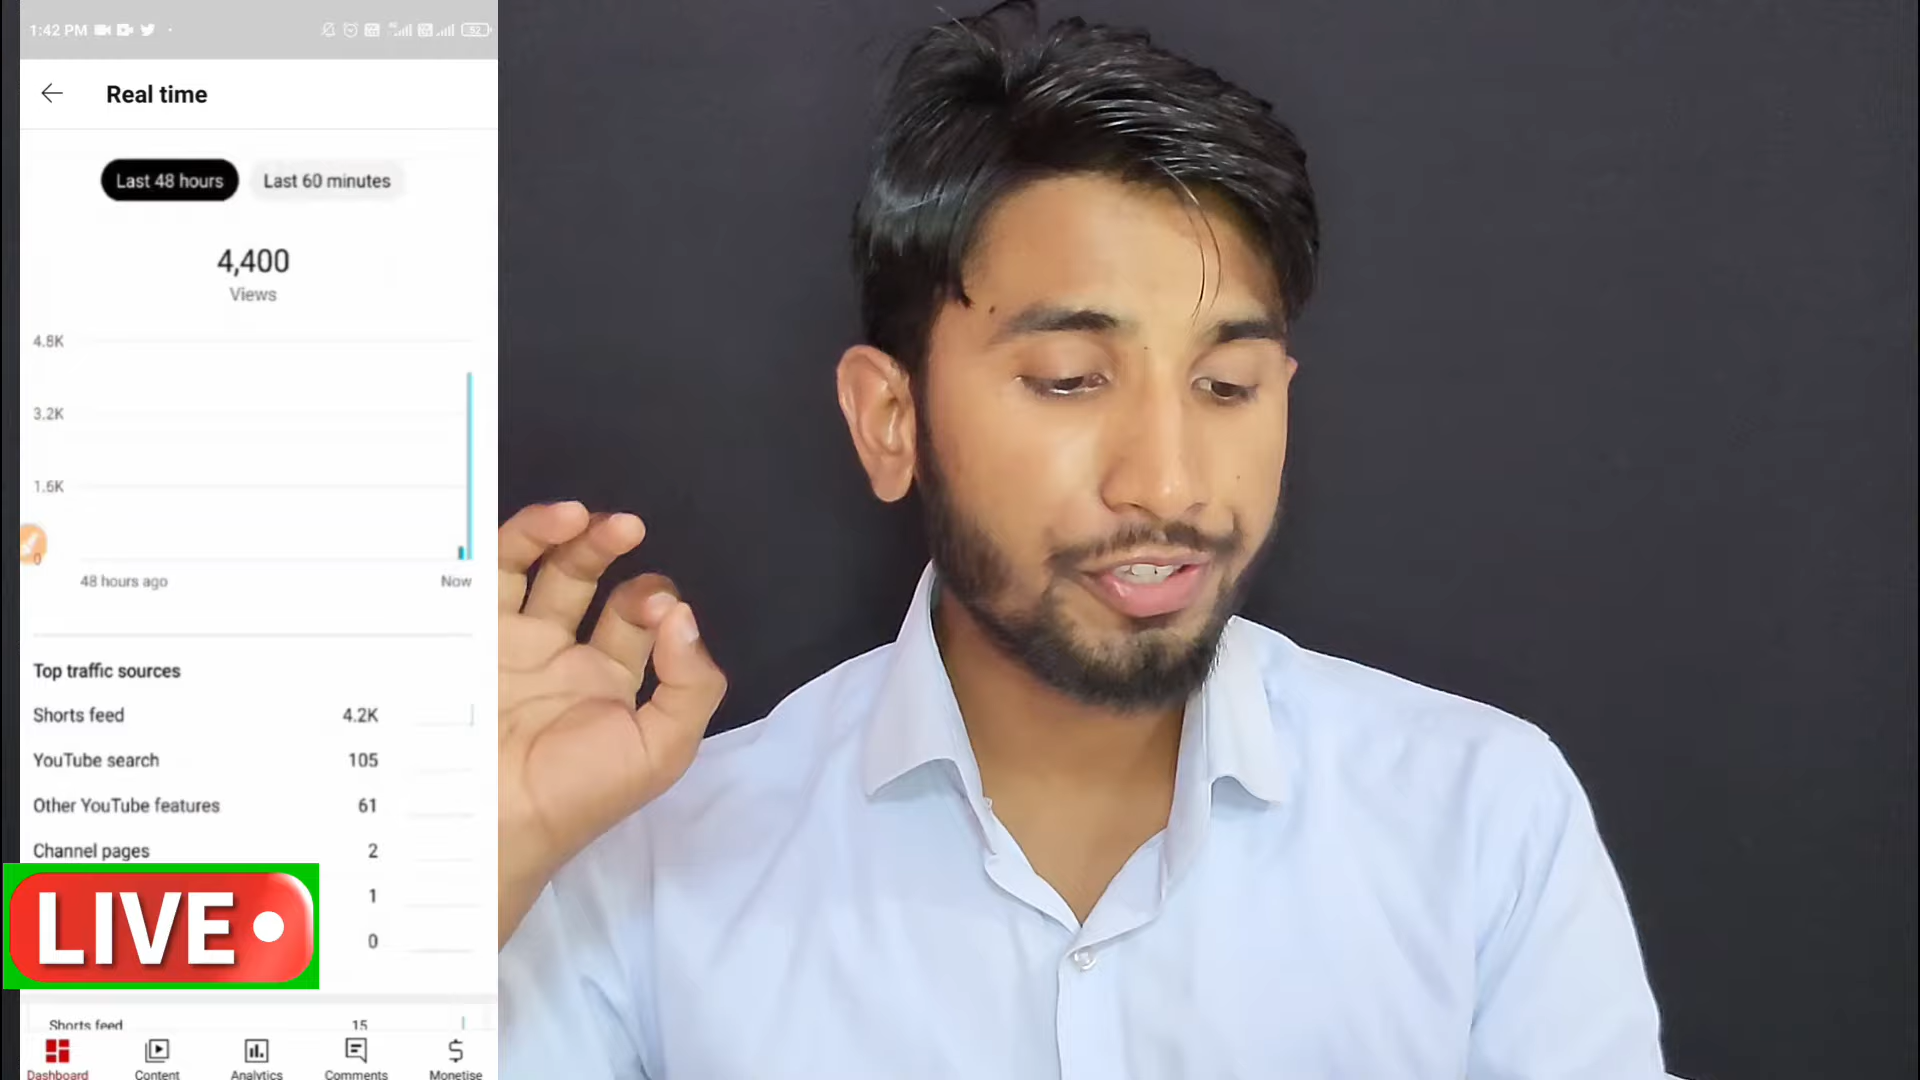 1:42 PM
52
Real time
Last 48 hours
Last 60 minutes
4,400
Views
4.8K
3.2K
1.6K
0
48 hours ago
Now
Top traffic sources
Shorts feed 4.2K
YouTube search 105
Other YouTube features 61
Channel pages 2
1
0
LIVE
Shorts feed 15
Dashboard
Content
Analytics
Comments
Monetise